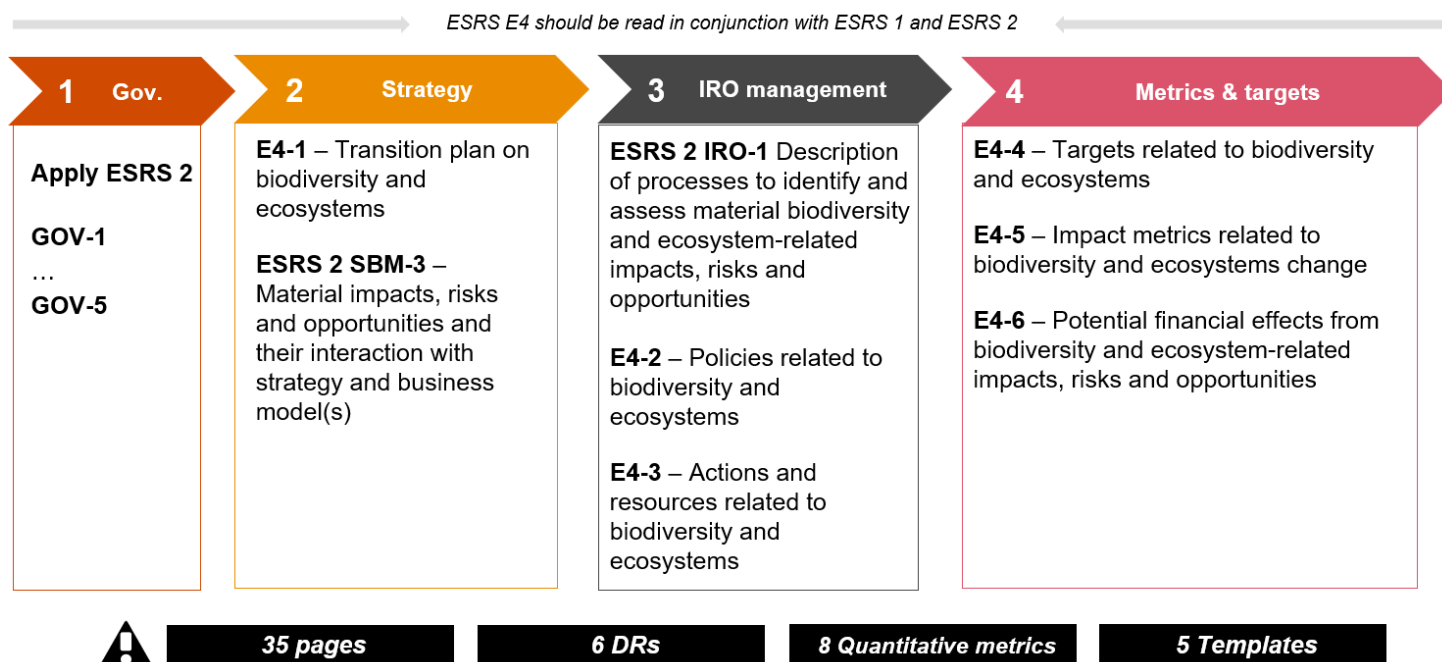 ESRS E4 should be read in conjunction with ESRS 1 and ESRS 2
1 Gov.
Apply ESRS 2
GOV-1
…
GOV-5
2 Strategy
E4-1 – Transition plan on
biodiversity and
ecosystems
ESRS 2 SBM-3 –
Material impacts, risks
and opportunities and
their interaction with
strategy and business
model(s)
3 IRO management
ESRS 2 IRO-1 Description
of processes to identify and
assess material biodiversity
and ecosystem-related
impacts, risks and
opportunities
E4-2 – Policies related to
biodiversity and
ecosystems
E4-3 – Actions and
resources related to
biodiversity and
ecosystems
4 Metrics & targets
E4-4 – Targets related to biodiversity
and ecosystems
E4-5 – Impact metrics related to
biodiversity and ecosystems change
E4-6 – Potential financial effects from
biodiversity and ecosystem-related
impacts, risks and opportunities
35 pages
6 DRs
8 Quantitative metrics
5 Templates